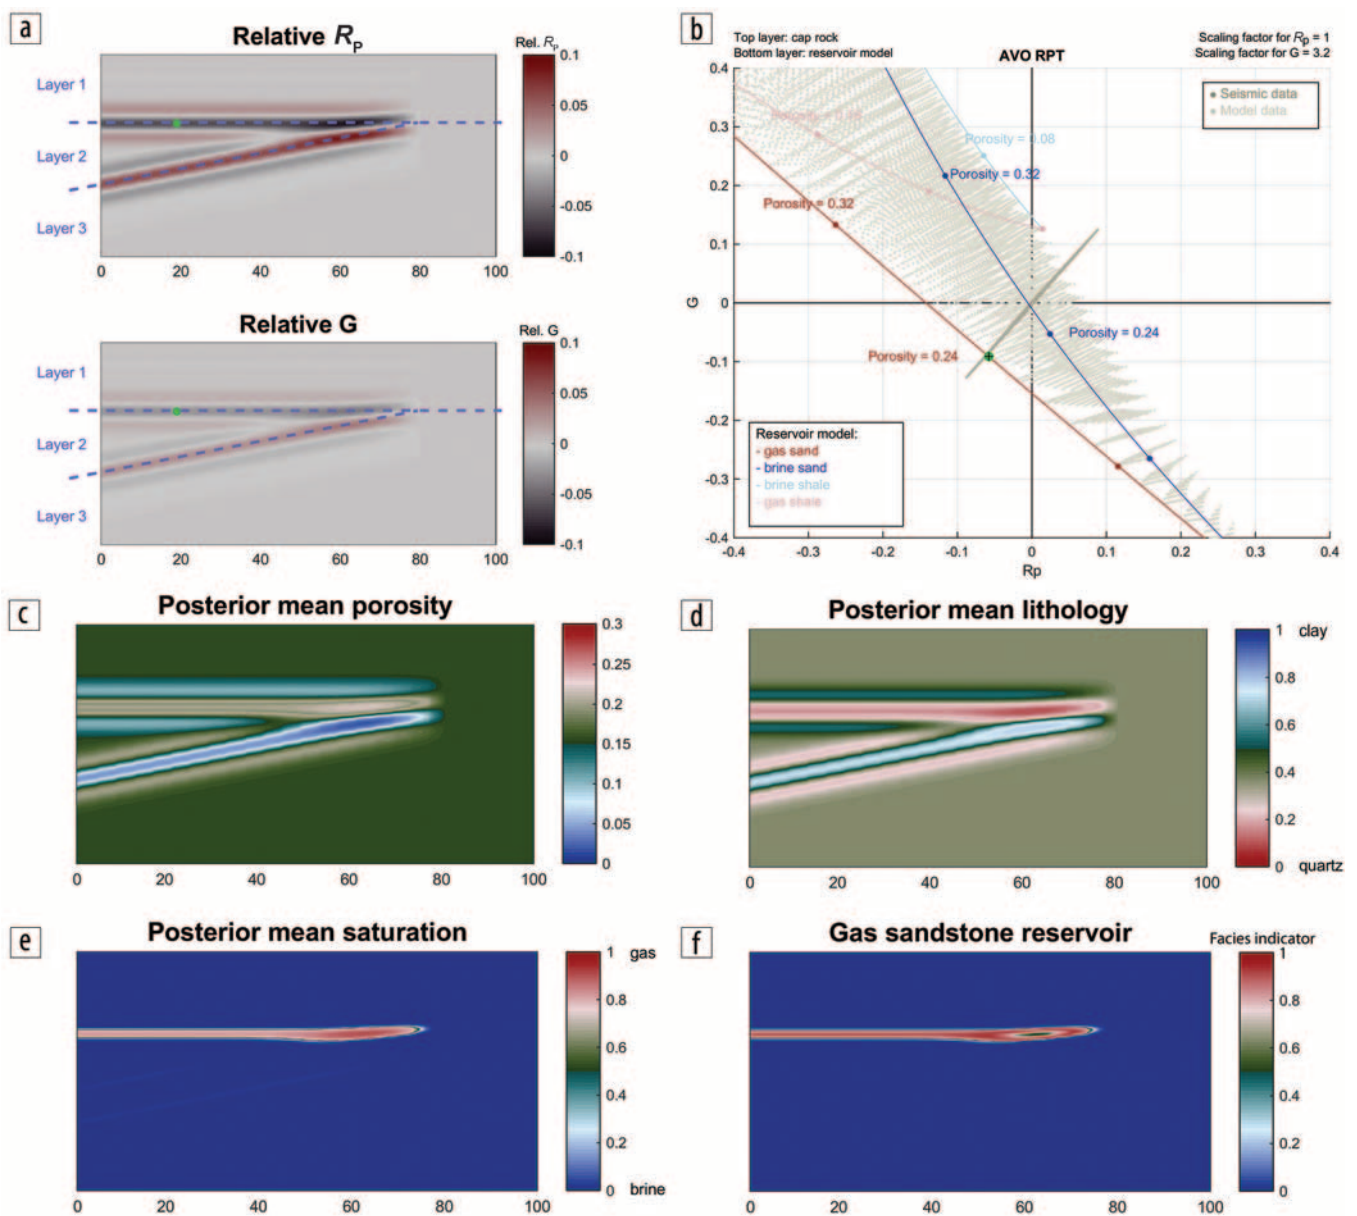 a
Relative Rp
Rel. Rp
Layer 1
Layer 2
Layer 3
0.1
0.05
0
-0.05
-0.1
0 20 40 60 80 100
Relative G
Rel. G
Layer 1
Layer 2
Layer 3
0.1
0.05
0
-0.05
-0.1
0 20 40 60 80 100
b
Top layer: cap rock
Bottom layer: reservoir model
AVO RPT
Scaling factor for Rp = 1
Scaling factor for G = 3.2
Seismic data
Model data
Porosity = 0.08
Porosity = 0.32
Porosity = 0.32
Porosity = 0.24
Porosity = 0.24
Reservoir model:
- gas sand
- brine sand
- brine shale
gas shale
0.4
0.3
0.2
0.1
0
-0.1
-0.2
-0.3
-0.4
G
-0.4 -0.3 -0.2 -0.1 0 0.1 0.2 0.3 0.4
Rp
c
Posterior mean porosity
0.3
0.25
0.2
0.15
0.1
0.05
0
0 20 40 60 80 100
d
Posterior mean lithology
1 clay
0.8
0.6
0.4
0.2
0 quartz
0 20 40 60 80 100
e
Posterior mean saturation
gas 1
0.8
0.6
0.4
0.2
brine 0
0 20 40 60 80 100
f
Gas sandstone reservoir
Facies indicator
1
0.8
0.6
0.4
0.2
0
0 20 40 60 80 100